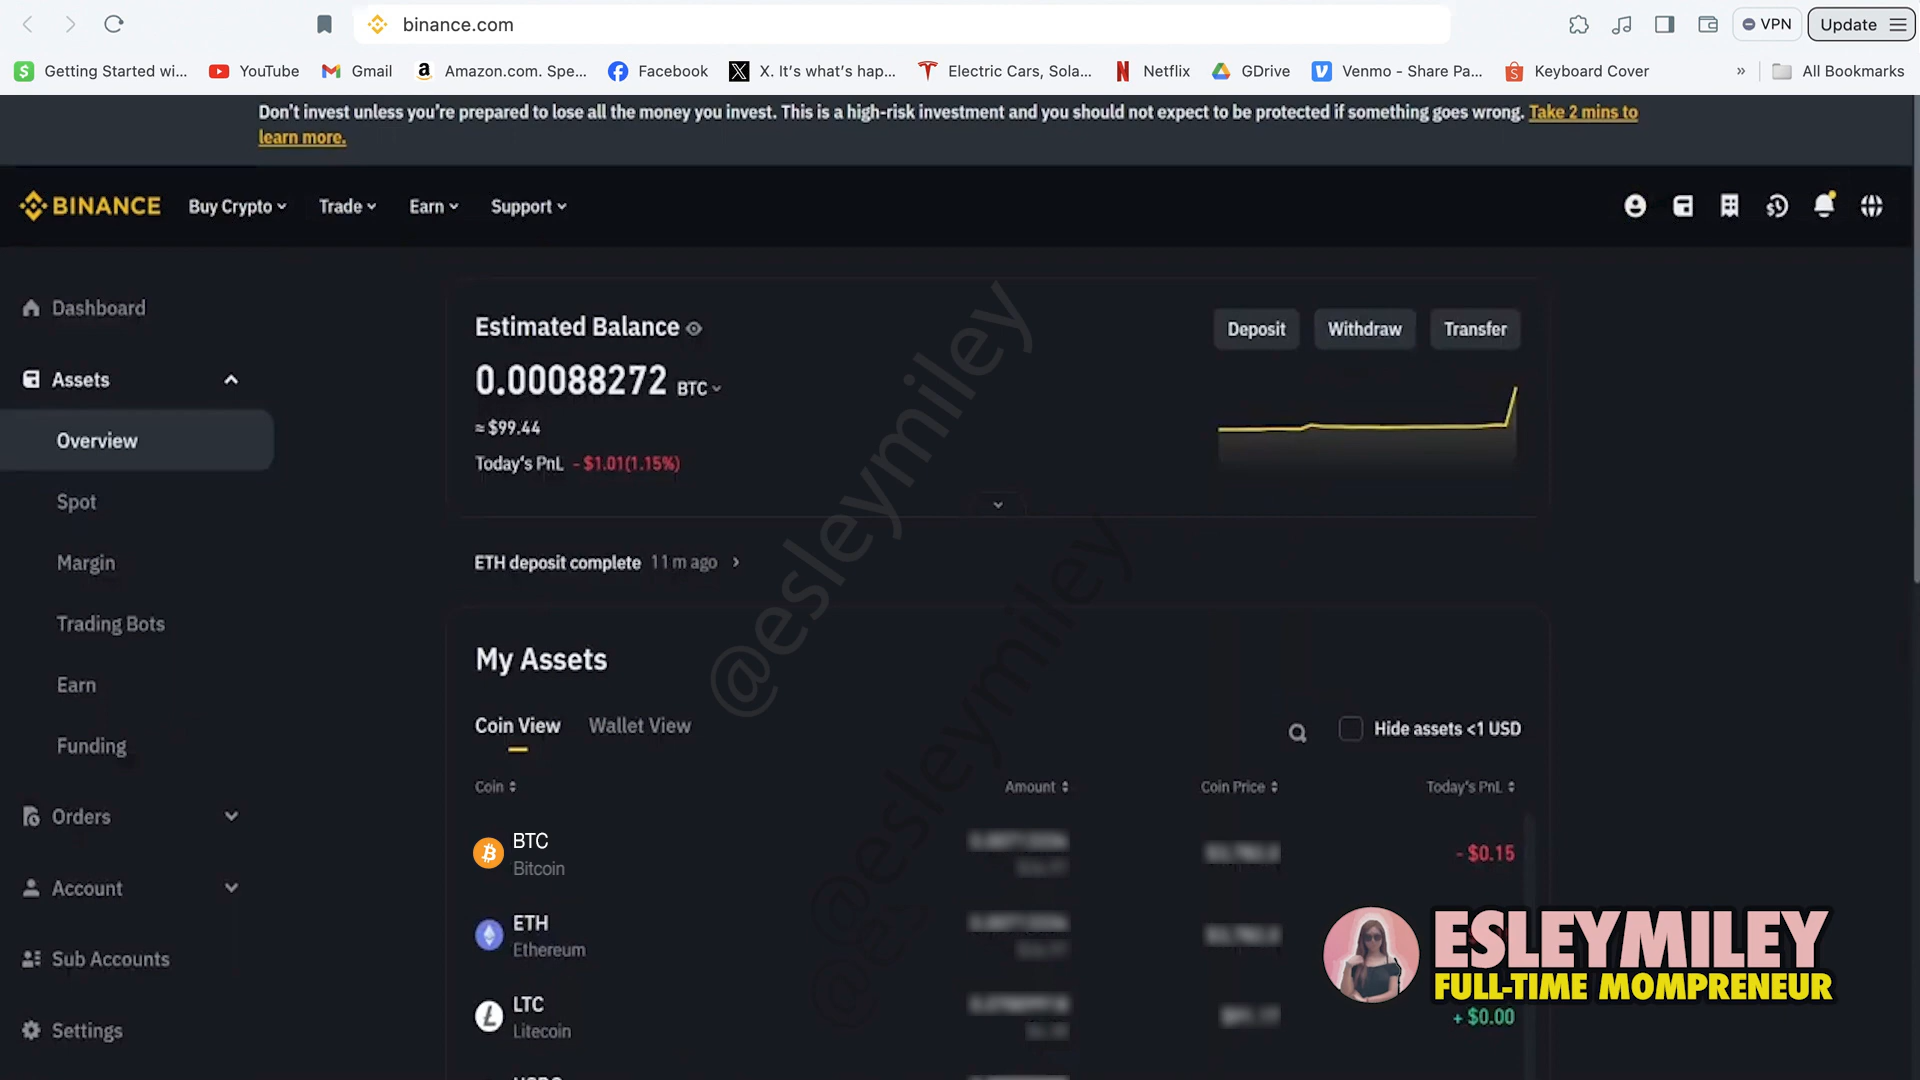 binance.com
VPN
Update
Getting Started wi...
YouTube
Gmail
Amazon.com. Spe...
Facebook
X. It's what's hap...
Electric Cars, Sola...
Netflix
GDrive
Venmo - Share Pa...
Keyboard Cover
»
All Bookmarks
Don't invest unless you're prepared to lose all the money you invest. This is a high-risk investment and you should not expect to be protected if something goes wrong. Take 2 mins to
learn more.
BINANCE
Buy Crypto
Trade
Earn
Support
Dashboard
Assets
Overview
Spot
Margin
Trading Bots
Earn
Funding
Orders
Account
Sub Accounts
Settings
Estimated Balance
Deposit
Withdraw
Transfer
0.00088272 BTC
≈ $99.44
Today's PnL - $1.01(1.15%)
ETH deposit complete 11 m ago
My Assets
Coin View
Wallet View
Hide assets <1 USD
Coin
Amount
Coin Price
Today's PnL
BTC
Bitcoin
- $0.15
ETH
Ethereum
LTC
Litecoin
+ $0.00
@esleymiley
@esleymiley
ESLEYMILEY
FULL-TIME MOMPRENEUR